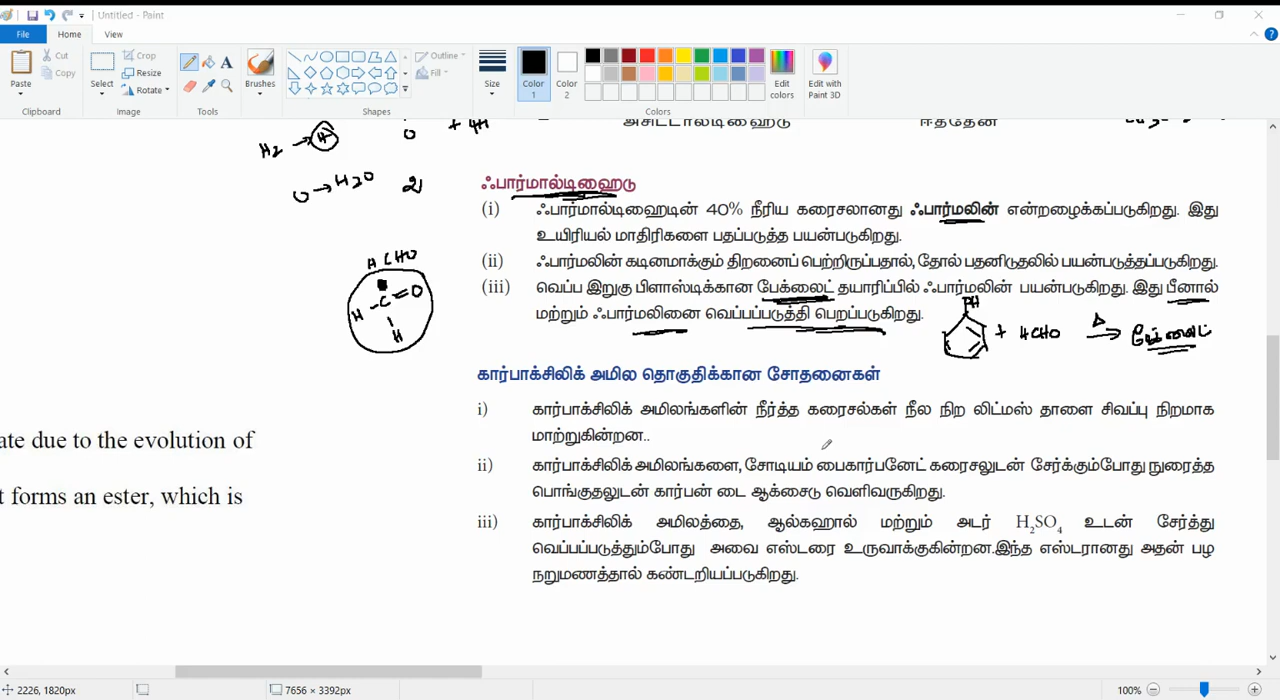 Untitled - Paint
File Home View
Paste Cut Copy Clipboard
Select Crop Resize Rotate Image
Tools
Brushes
Shapes Outline Fill
Size
Color 1 Color 2 Colors
Edit colors
Edit with Paint 3D
அசிட்டால்டிஹைடு ஈத்தேன்
H2 → H O + 4H
O → H2O 2
ஃபார்மால்டிஹைடு
(i) ஃபார்மால்டிஹைடின் 40% நீரிய கரைசலானது ஃபார்மலின் என்றழைக்கப்படுகிறது. இது
உயிரியல் மாதிரிகளை பதப்படுத்த பயன்படுகிறது.
(ii) ஃபார்மலின் கடினமாக்கும் திறனைப் பெற்றிருப்பதால், தோல் பதனிடுதலில் பயன்படுத்தப்படுகிறது.
(iii) வெப்ப இறுகு பிளாஸ்டிக்கான பேக்லைட் தயாரிப்பில் ஃபார்மலின் பயன்படுகிறது. இது பீனால்
மற்றும் ஃபார்மலினை வெப்பப்படுத்தி பெறப்படுகிறது.
HCHO
H - C = O
H
OH
+ HCHO Δ → பேக்லைட்
கார்பாக்சிலிக் அமில தொகுதிக்கான சோதனைகள்
i) கார்பாக்சிலிக் அமிலங்களின் நீர்த்த கரைசல்கள் நீல நிற லிட்மஸ் தாளை சிவப்பு நிறமாக
மாற்றுகின்றன..
ii) கார்பாக்சிலிக் அமிலங்களை, சோடியம் பைகார்பனேட் கரைசலுடன் சேர்க்கும்போது நுரைத்த
பொங்குதலுடன் கார்பன் டை ஆக்சைடு வெளிவருகிறது.
iii) கார்பாக்சிலிக் அமிலத்தை, ஆல்கஹால் மற்றும் அடர் H₂SO₄ உடன் சேர்த்து
வெப்பப்படுத்தும்போது அவை எஸ்டரை உருவாக்குகின்றன.இந்த எஸ்டரானது அதன் பழ
நறுமணத்தால் கண்டறியப்படுகிறது.
ate due to the evolution of
t forms an ester, which is
2226, 1820px 7656 × 3392px 100%